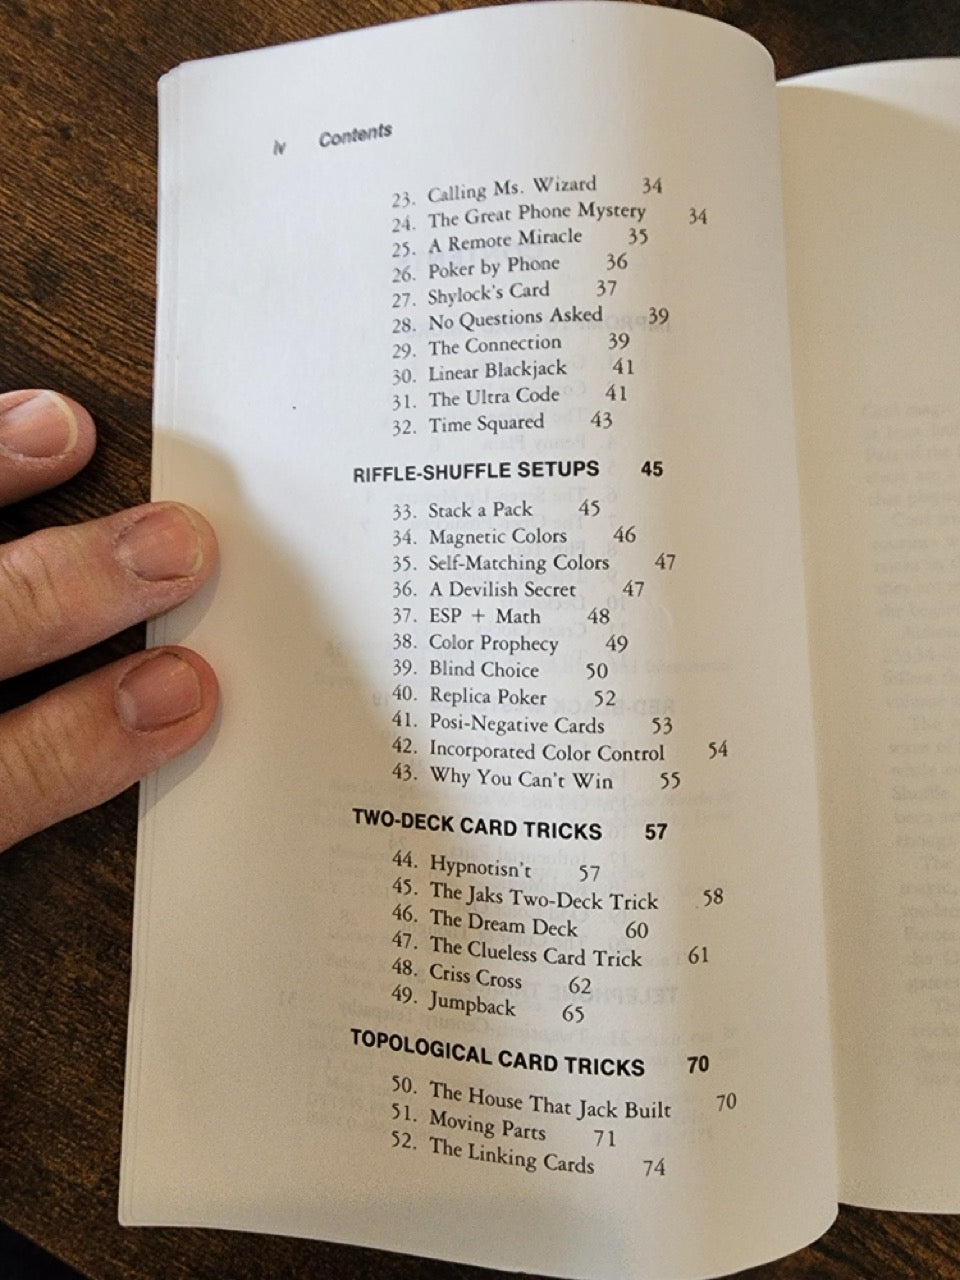 iv Contents
23. Calling Ms. Wizard 34
24. The Great Phone Mystery 34
25. A Remote Miracle 35
26. Poker by Phone 36
27. Shylock's Card 37
28. No Questions Asked 39
29. The Connection 39
30. Linear Blackjack 41
31. The Ultra Code 41
32. Time Squared 43
RIFFLE-SHUFFLE SETUPS 45
33. Stack a Pack 45
34. Magnetic Colors 46
35. Self-Matching Colors 47
36. A Devilish Secret 47
37. ESP + Math 48
38. Color Prophecy 49
39. Blind Choice 50
40. Replica Poker 52
41. Posi-Negative Cards 53
42. Incorporated Color Control 54
43. Why You Can't Win 55
TWO-DECK CARD TRICKS 57
44. Hypnotisn't 57
45. The Jaks Two-Deck Trick 58
46. The Dream Deck 60
47. The Clueless Card Trick 61
48. Criss Cross 62
49. Jumpback 65
TOPOLOGICAL CARD TRICKS 70
50. The House That Jack Built 70
51. Moving Parts 71
52. The Linking Cards 74